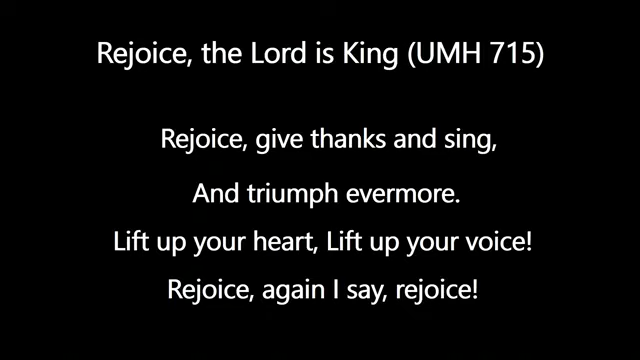 Rejoice, the Lord is King (UMH 715)
Rejoice, give thanks and sing,
And triumph evermore.
Lift up your heart, Lift up your voice!
Rejoice, again I say, rejoice!